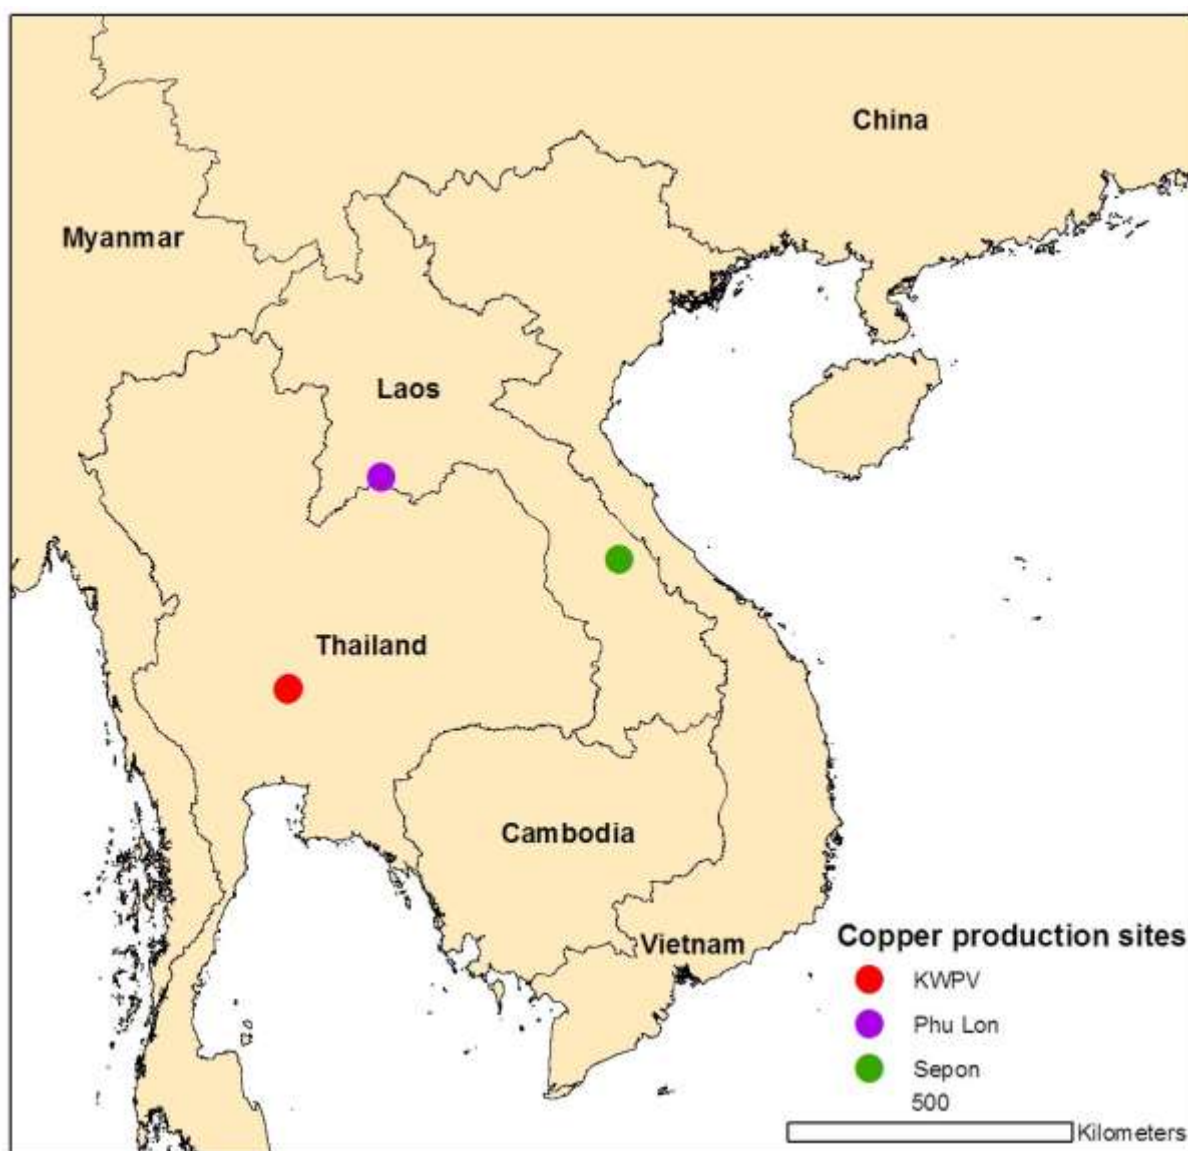 China
Myanmar
Laos
Thailand
Cambodia
Vietnam
Copper production sites
KWPV
Phu Lon
Sepon
500
Kilometers